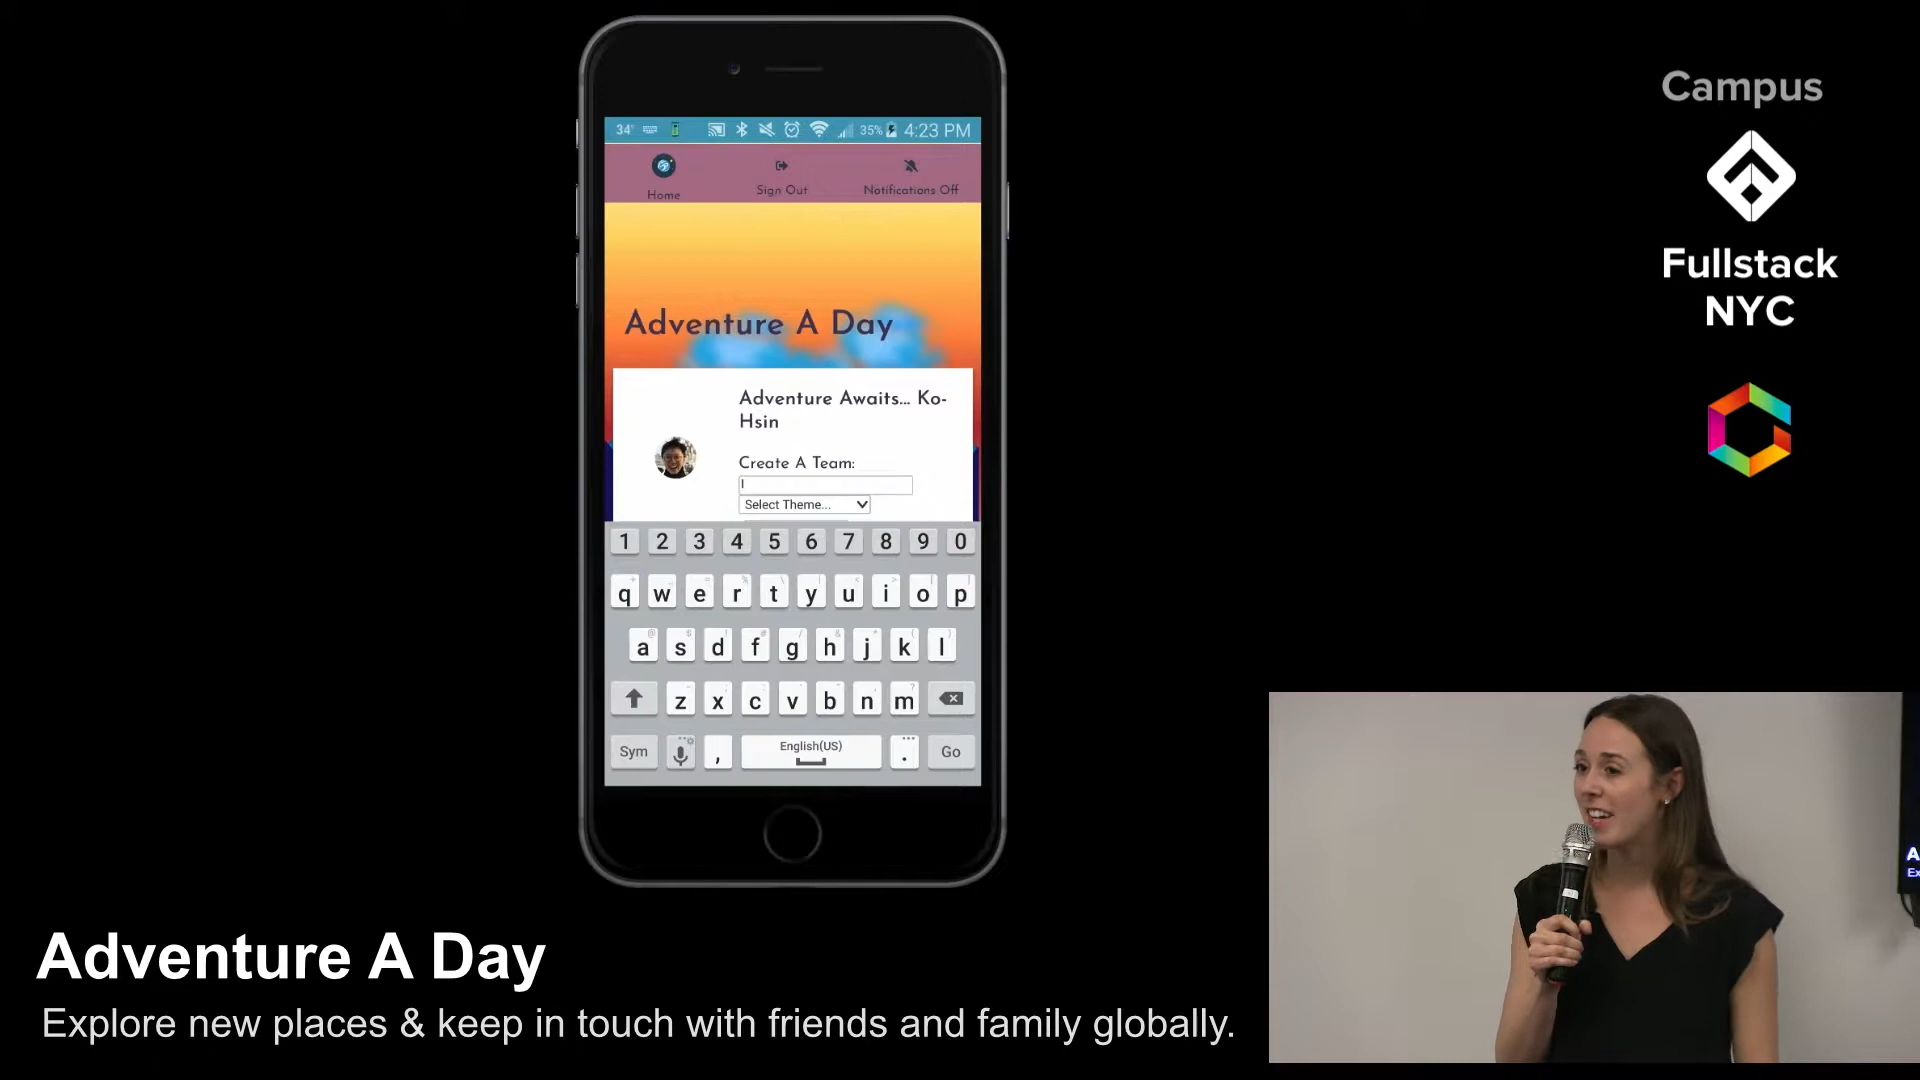 Campus
Fullstack
NYC
34°
35%
4:23 PM
Home
Sign Out
Notifications Off
Adventure A Day
Adventure Awaits... Ko-
Hsin
Create A Team:
Select Theme...
1 2 3 4 5 6 7 8 9 0
q w e r t y u i o p
a s d f g h j k l
z x c v b n m
Sym , English(US) . Go
Adventure A Day
Explore new places & keep in touch with friends and family globally.
A
Ex